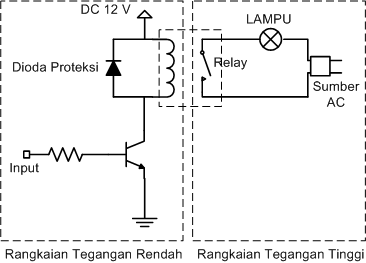 DC 12 V
LAMPU
Dioda Proteksi
Relay
Sumber
AC
Input
Rangkaian Tegangan Rendah
Rangkaian Tegangan Tinggi